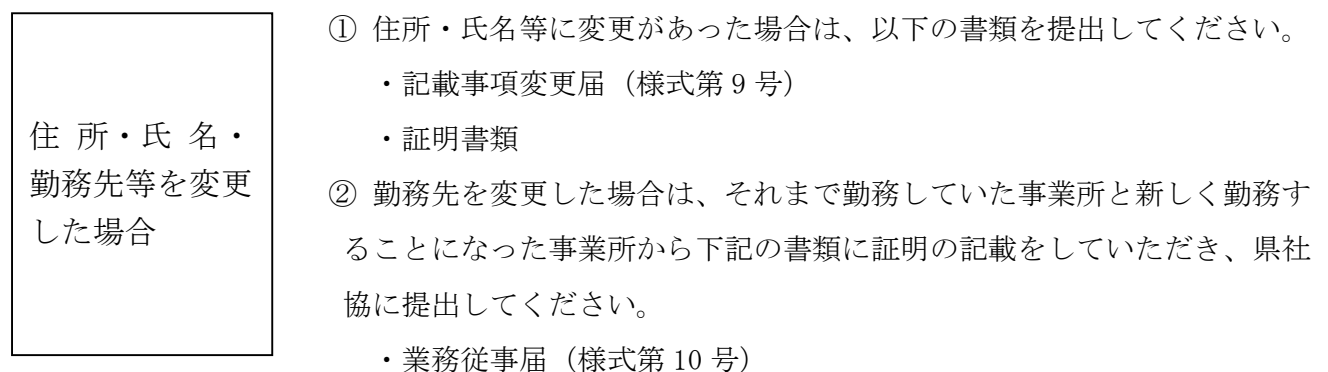 住 所・氏 名・
勤務先等を変更
した場合
① 住所・氏名等に変更があった場合は、以下の書類を提出してください。
・記載事項変更届（様式第 9 号）
・証明書類
② 勤務先を変更した場合は、それまで勤務していた事業所と新しく勤務す
ることになった事業所から下記の書類に証明の記載をしていただき、県社
協に提出してください。
・業務従事届（様式第 10 号）